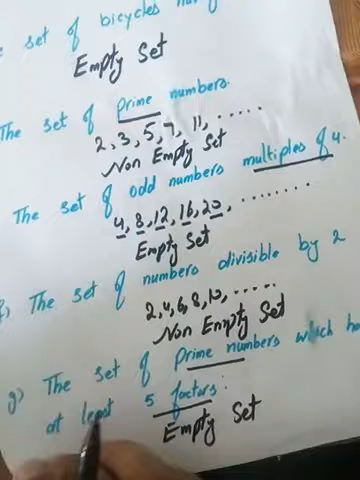 set of bicycles
Empty Set
The set of Prime numbers
2, 3, 5, 7, 11, .....
Non Empty Set
The set of odd numbers multiples of 4.
4, 8, 12, 16, 20, .........
Empty Set
The set of numbers divisible by 2
2, 4, 6, 8, 10, .....
Non Empty Set
g) The set of Prime numbers which
at least 5 factors.
Empty Set